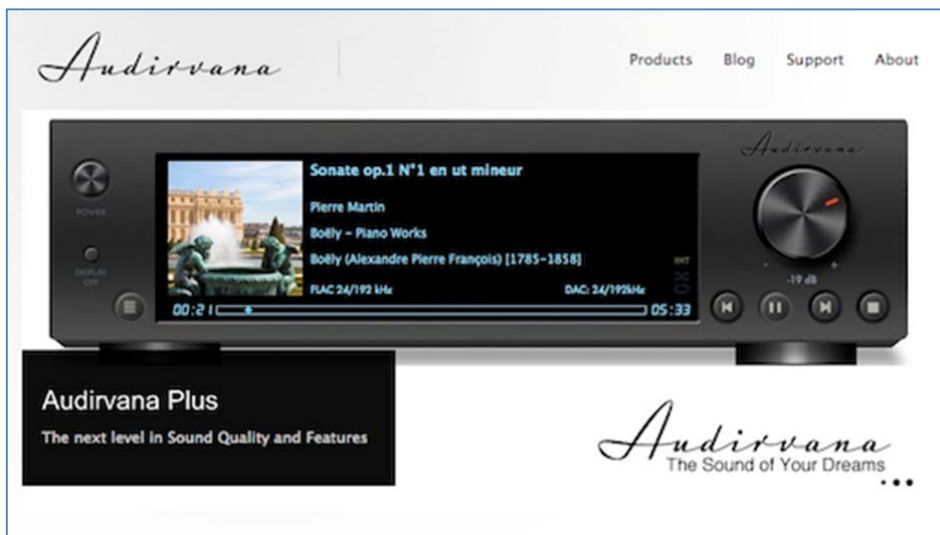 Audirvana
Products Blog Support About
Audirvana
Sonate op.1 N°1 en ut mineur
POWER
Pierre Martin
Boëly - Piano Works
DISPLAY
OFF
Boëly (Alexandre Pierre François) [1785-1858]
INT
- +
-19 dB
FLAC 24/192 kHz DAC: 24/192kHz
00:21 05:33
Audirvana Plus
The next level in Sound Quality and Features
Audirvana
The Sound of Your Dreams